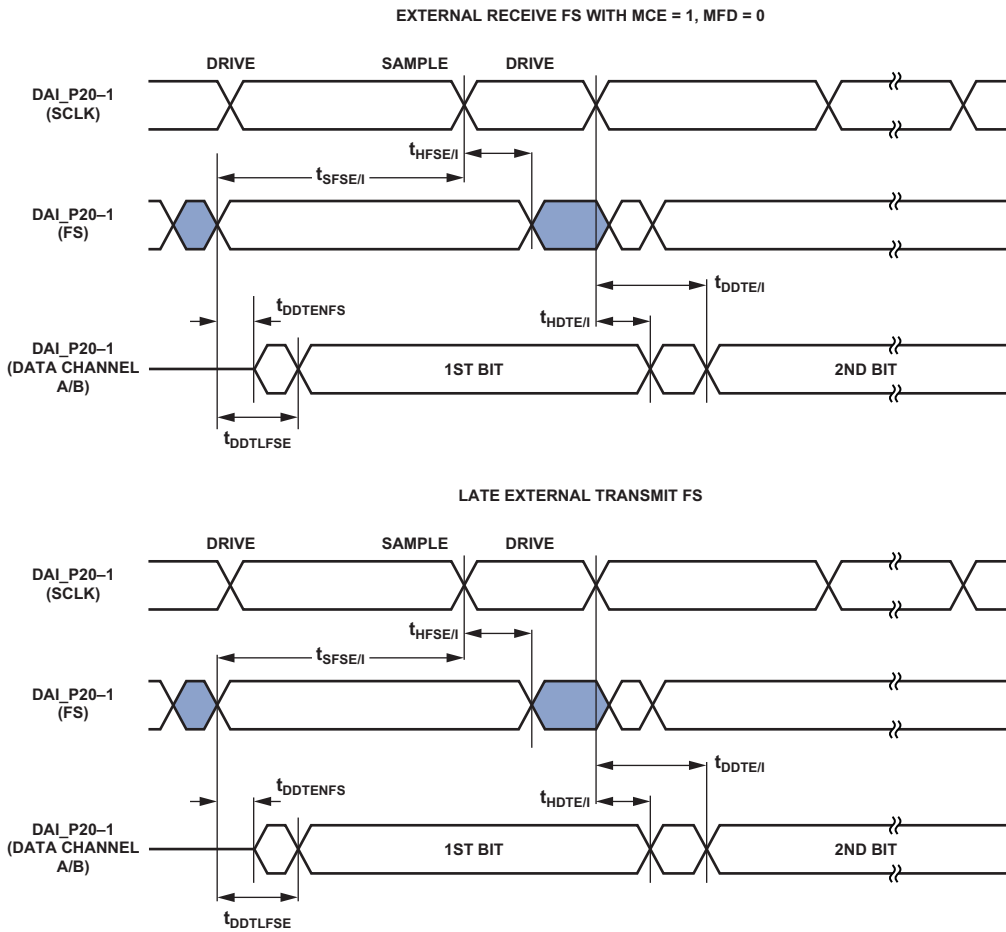 EXTERNAL RECEIVE FS WITH MCE = 1, MFD = 0
DRIVE SAMPLE DRIVE
DAI_P20–1
(SCLK)
tHFSE/I
tSFSE/I
DAI_P20–1
(FS)
tDDTE/I
tDDTENFS
tHDTE/I
DAI_P20–1
(DATA CHANNEL
A/B)
1ST BIT 2ND BIT
tDDTLFSE
LATE EXTERNAL TRANSMIT FS
DRIVE SAMPLE DRIVE
DAI_P20–1
(SCLK)
tHFSE/I
tSFSE/I
DAI_P20–1
(FS)
tDDTE/I
tDDTENFS
tHDTE/I
DAI_P20–1
(DATA CHANNEL
A/B)
1ST BIT 2ND BIT
tDDTLFSE